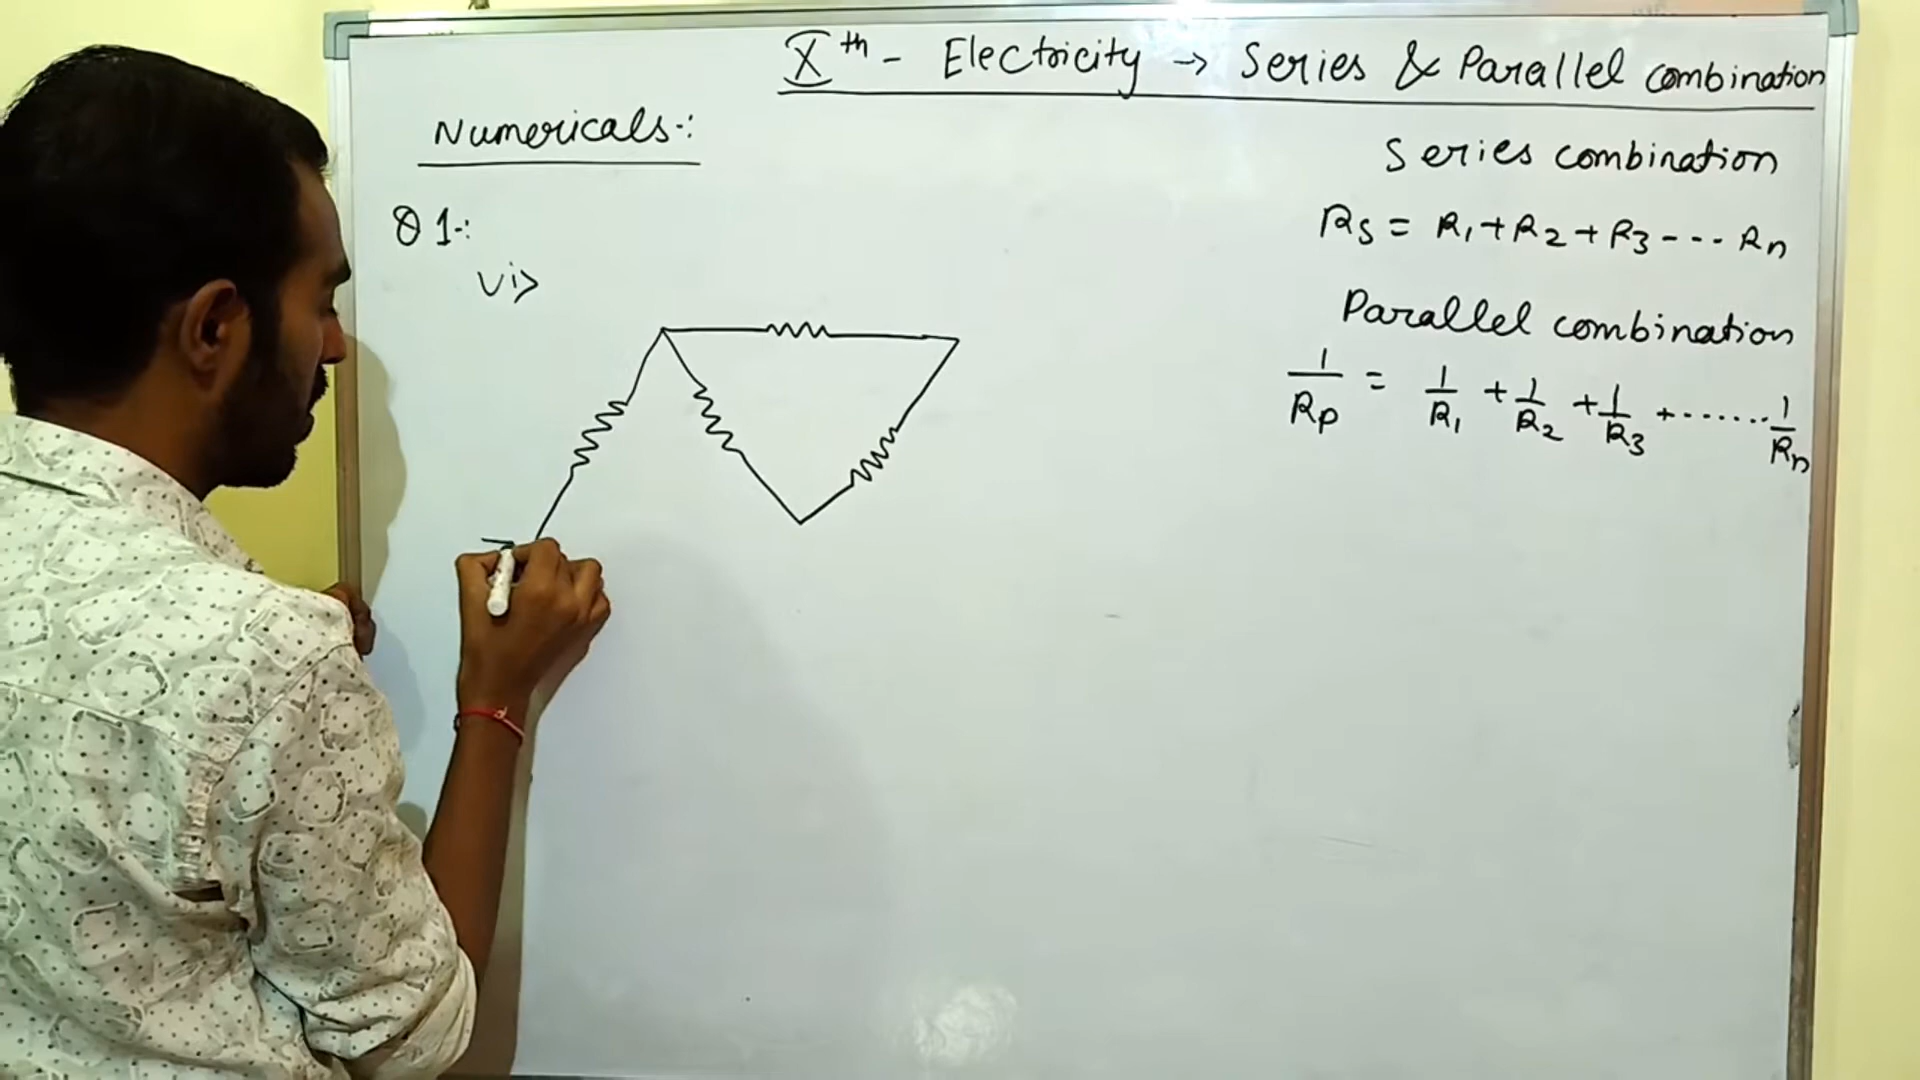 Xth - Electricity → Series & Parallel combination
Numericals:
Q 1:
vi>
Series combination
Rs = R1 + R2 + R3 --- Rn
Parallel combination
1/Rp = 1/R1 + 1/R2 + 1/R3 + ...... 1/Rn